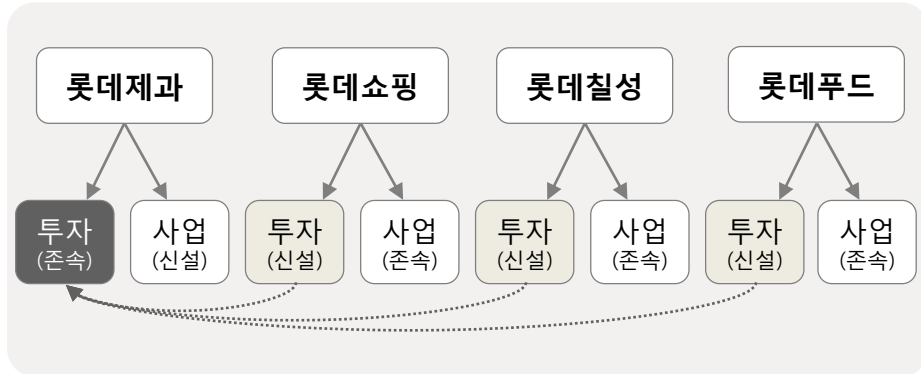 롯데제과
롯데쇼핑
롯데칠성
롯데푸드
투자
(존속)
사업
(신설)
투자
(신설)
사업
(존속)
투자
(신설)
사업
(존속)
투자
(신설)
사업
(존속)